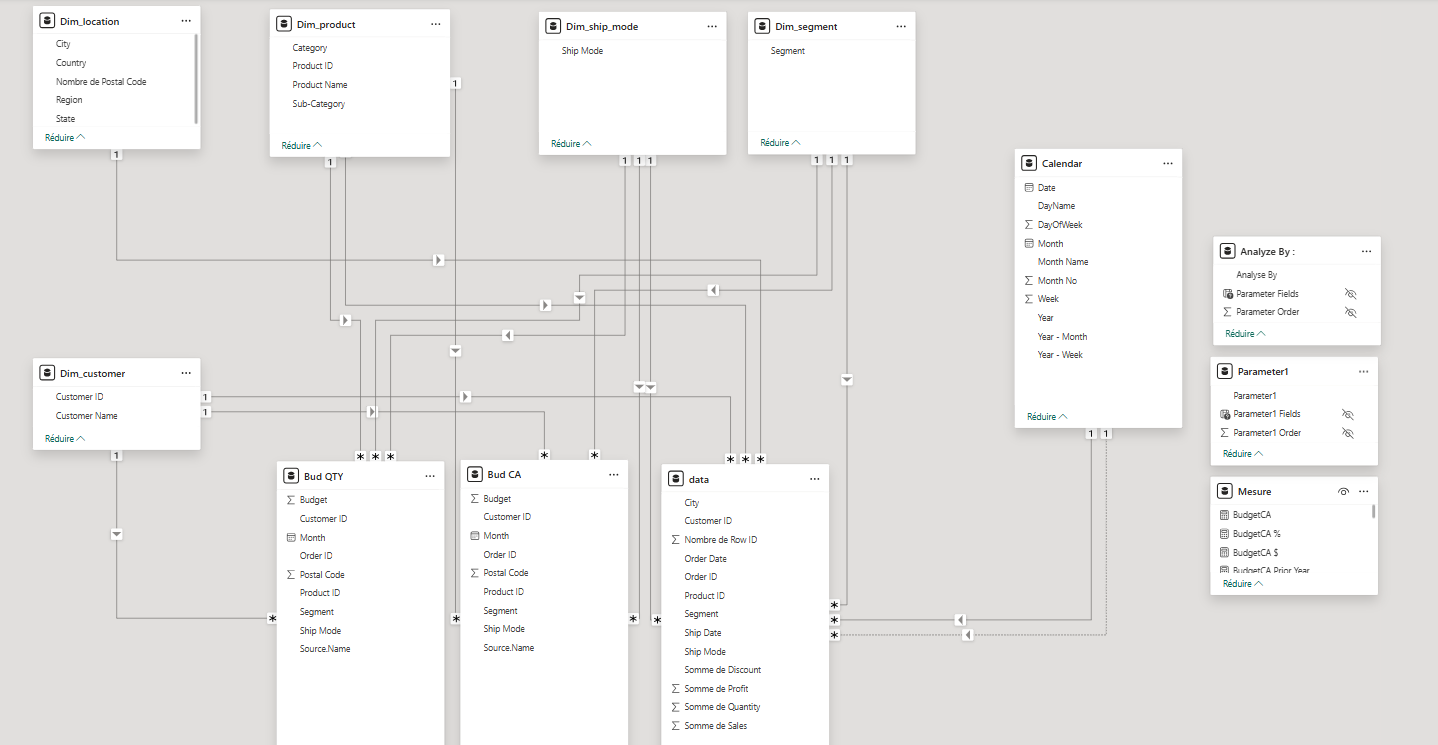 Dim_location
City
Country
Nombre de Postal Code
Region
State
Réduire
1
Dim_product
Category
Product ID
Product Name
Sub-Category
Réduire
1
1
Dim_ship_mode
Ship Mode
Réduire
1 1 1
Dim_segment
Segment
Réduire
1 1 1
Calendar
Date
DayName
DayOfWeek
Month
Month Name
Month No
Week
Year
Year - Month
Year - Week
Réduire
1 1
Analyze By :
Analyse By
Parameter Fields
Parameter Order
Réduire
Parameter1
Parameter1
Parameter1 Fields
Parameter1 Order
Réduire
Mesure
BudgetCA
BudgetCA %
BudgetCA $
BudgetCA Prior Year
Réduire
Dim_customer
Customer ID
Customer Name
Réduire
1
1
1
Bud QTY
Budget
Customer ID
Month
Order ID
Postal Code
Product ID
Segment
Ship Mode
Source.Name
Bud CA
Budget
Customer ID
Month
Order ID
Postal Code
Product ID
Segment
Ship Mode
Source.Name
data
City
Customer ID
Nombre de Row ID
Order Date
Order ID
Product ID
Segment
Ship Date
Ship Mode
Somme de Discount
Somme de Profit
Somme de Quantity
Somme de Sales